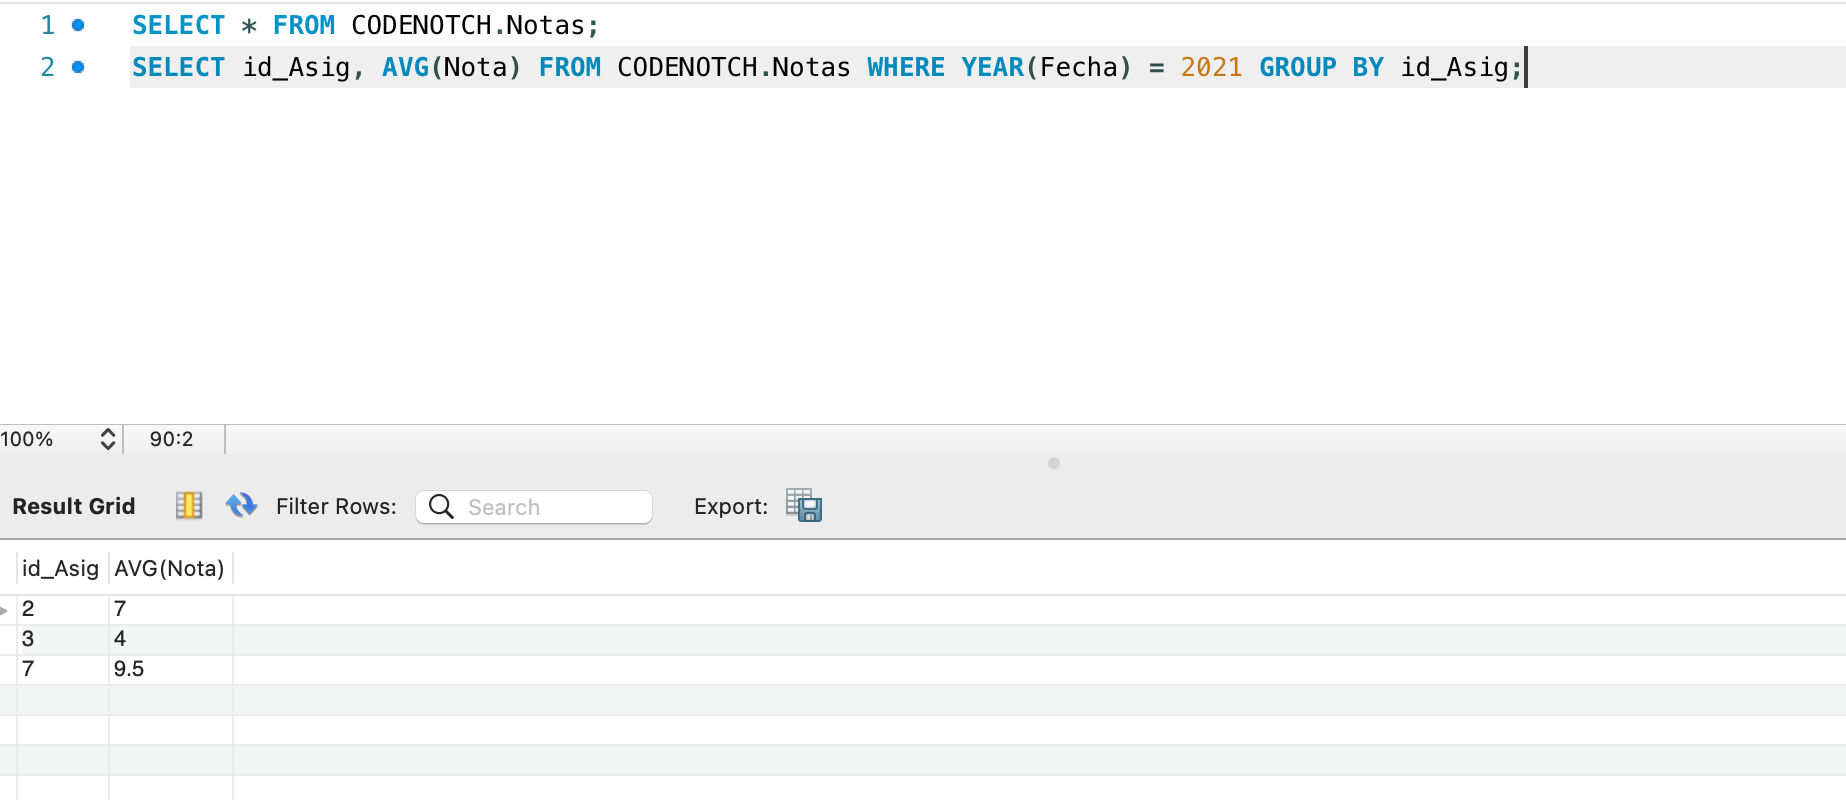 1 SELECT * FROM CODENOTCH.Notas;
2 SELECT id_Asig, AVG(Nota) FROM CODENOTCH.Notas WHERE YEAR(Fecha) = 2021 GROUP BY id_Asig;
100% 90:2
Result Grid Filter Rows: Search Export:
id_Asig AVG(Nota)
2 7
3 4
7 9.5